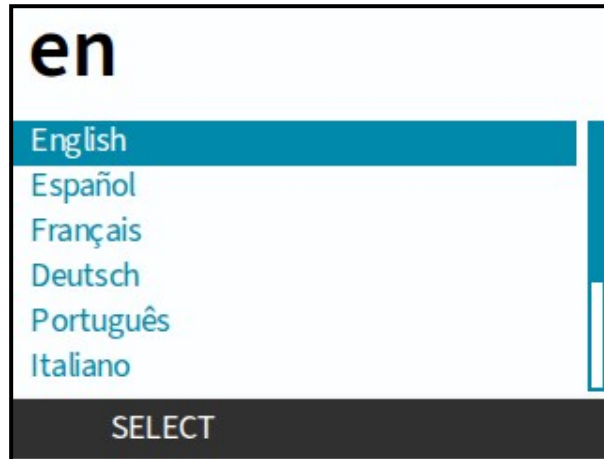 en
English
Español
Français
Deutsch
Português
Italiano
SELECT